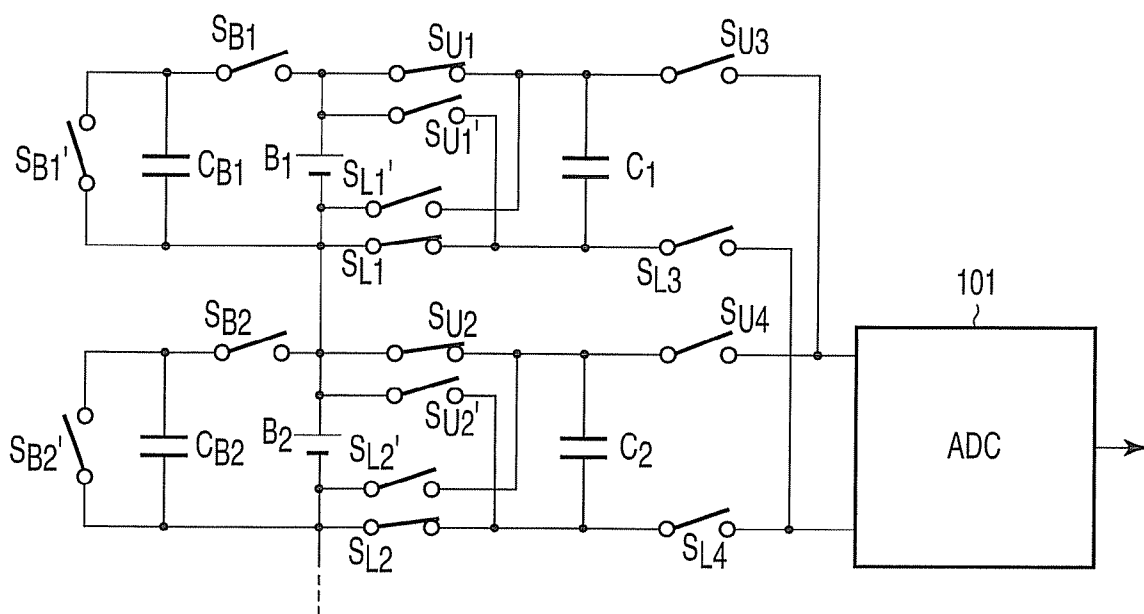 SB1
SU1
SU3
SU1'
SB1'
CB1
B1
SL1'
C1
SL1
SL3
101
SB2
SU2
SU4
SU2'
SB2'
CB2
B2
SL2'
C2
ADC
SL2
SL4